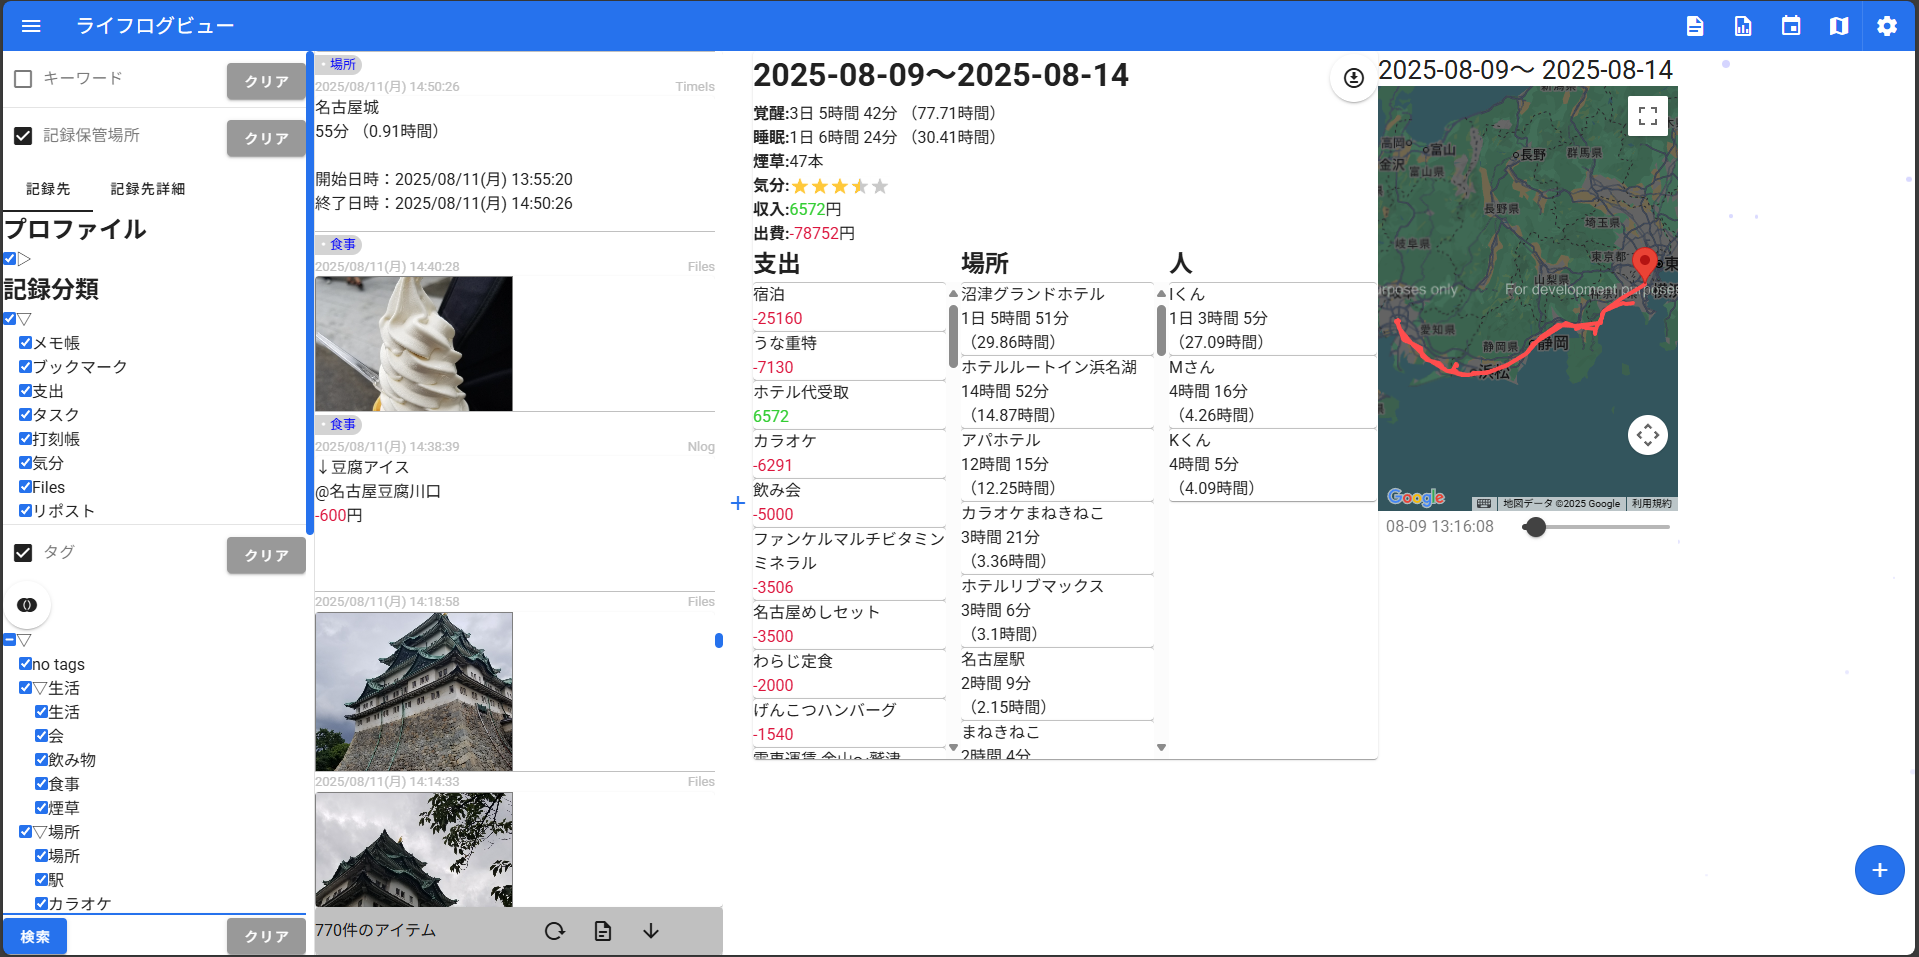 ライフログビュー
キーワード
クリア
記録保管場所
クリア
記録先 記録先詳細
プロファイル
記録分類
メモ帳
ブックマーク
支出
タスク
打刻帳
気分
Files
リポスト
タグ
クリア
no tags
生活
生活
会
飲み物
食事
煙草
場所
場所
駅
カラオケ
検索
クリア
・場所
2025/08/11(月) 14:50:26 TimeIs
名古屋城
55分 （0.91時間）
開始日時：2025/08/11(月) 13:55:20
終了日時：2025/08/11(月) 14:50:26
・食事
2025/08/11(月) 14:40:28 Files
・食事
2025/08/11(月) 14:38:39 Nlog
↓豆腐アイス
@名古屋豆腐川口
-600円
2025/08/11(月) 14:18:58 Files
2025/08/11(月) 14:14:33 Files
770件のアイテム
2025-08-09～2025-08-14
覚醒:3日 5時間 42分 （77.71時間）
睡眠:1日 6時間 24分 （30.41時間）
煙草:47本
気分:
収入:6572円
出費:-78752円
支出
宿泊
-25160
うな重特
-7130
ホテル代受取
6572
カラオケ
-6291
飲み会
-5000
ファンケルマルチビタミン
ミネラル
-3506
名古屋めしセット
-3500
わらじ定食
-2000
げんこつハンバーグ
-1540
電車運賃 金山～鷲津
場所
沼津グランドホテル
1日 5時間 51分
（29.86時間）
ホテルルートイン浜名湖
14時間 52分
（14.87時間）
アパホテル
12時間 15分
（12.25時間）
カラオケまねきねこ
3時間 21分
（3.36時間）
ホテルリブマックス
3時間 6分
（3.1時間）
名古屋駅
2時間 9分
（2.15時間）
まねきねこ
2時間 4分
人
Iくん
1日 3時間 5分
（27.09時間）
Mさん
4時間 16分
（4.26時間）
Kくん
4時間 5分
（4.09時間）
2025-08-09～ 2025-08-14
高岡
富山
金沢
富山県
長野
群馬県
長野県
埼玉県
岐阜県
東京都
山梨県
rposes only
For development purposes
愛知県
静岡県
静岡
浜松
Google
地図データ ©2025 Google
利用規約
08-09 13:16:08